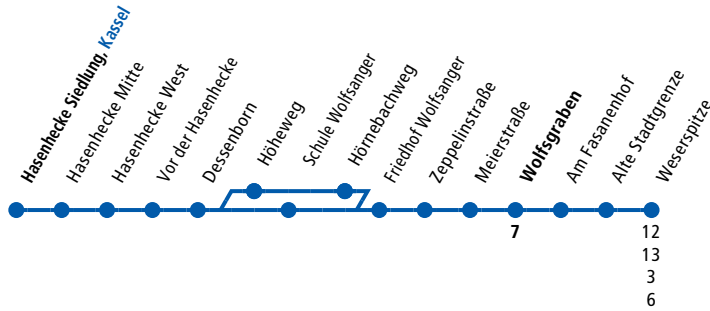 Hasenhecke Siedlung, Kassel
Hasenhecke Mitte
Hasenhecke West
Vor der Hasenhecke
Dessenborn
Höheweg
Schule Wolfsanger
Hörnebachweg
Friedhof Wolfsanger
Zeppelinstraße
Meierstraße
Wolfsgraben
Am Fasanenhof
Alte Stadtgrenze
Weserspitze
7
12
13
3
6